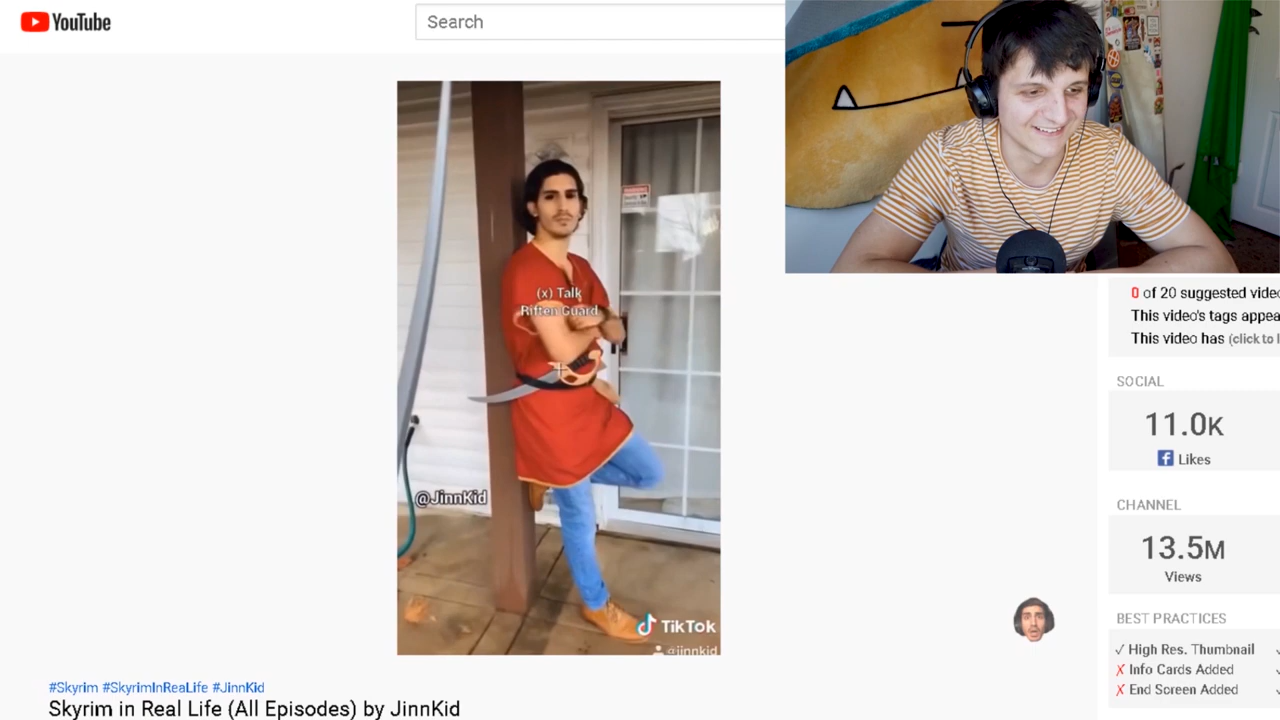 YouTube
Search
(x) Talk
Riften Guard
@JinnKid
TikTok
@jinnkid
0 of 20 suggested vide
This video's tags appea
This video has (click to
SOCIAL
11.0K
Likes
CHANNEL
13.5M
Views
BEST PRACTICES
✓ High Res. Thumbnail
✗ Info Cards Added
✗ End Screen Added
#Skyrim #SkyrimInReaLife #JinnKid
Skyrim in Real Life (All Episodes) by JinnKid